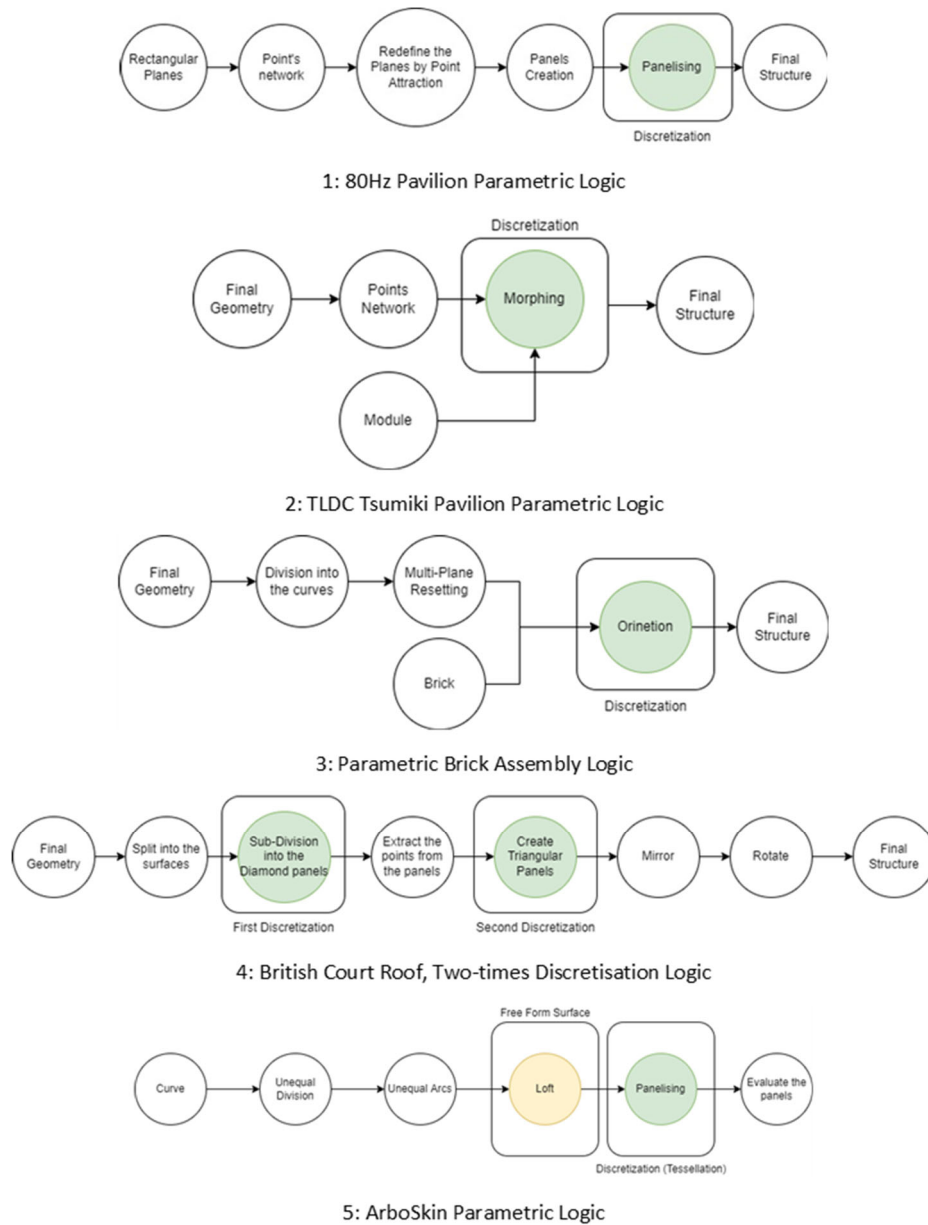 Rectangular
Planes
Point's
network
Redefine the
Planes by Point
Attraction
Panels
Creation
Panelising
Final
Structure
Discretization
1: 80Hz Pavilion Parametric Logic
Discretization
Final
Geometry
Points
Network
Morphing
Final
Structure
Module
2: TLDC Tsumiki Pavilion Parametric Logic
Final
Geometry
Division into
the curves
Multi-Plane
Resetting
Orinetion
Final
Structure
Brick
Discretization
3: Parametric Brick Assembly Logic
Final
Geometry
Split into the
surfaces
Sub-Division
into the
Diamond panels
Extract the
points from
the panels
Create
Triangular
Panels
Mirror
Rotate
Final
Structure
First Discretization
Second Discretization
4: British Court Roof, Two-times Discretisation Logic
Free Form Surface
Curve
Unequal
Division
Unequal Arcs
Loft
Panelising
Evaluate the
panels
Discretization (Tessellation)
5: ArboSkin Parametric Logic